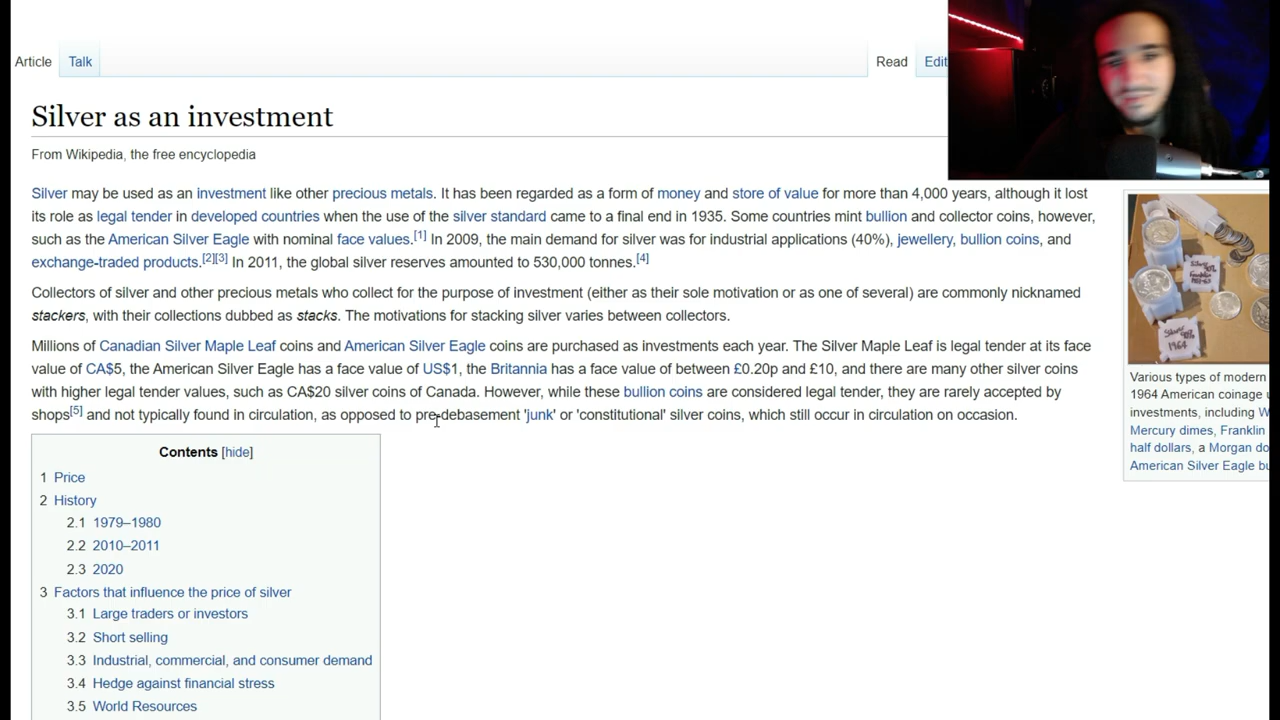 Article Talk Read Edit
Silver as an investment
From Wikipedia, the free encyclopedia
Silver may be used as an investment like other precious metals. It has been regarded as a form of money and store of value for more than 4,000 years, although it lost
its role as legal tender in developed countries when the use of the silver standard came to a final end in 1935. Some countries mint bullion and collector coins, however,
such as the American Silver Eagle with nominal face values.[1] In 2009, the main demand for silver was for industrial applications (40%), jewellery, bullion coins, and
exchange-traded products.[2][3] In 2011, the global silver reserves amounted to 530,000 tonnes.[4]
Collectors of silver and other precious metals who collect for the purpose of investment (either as their sole motivation or as one of several) are commonly nicknamed
stackers, with their collections dubbed as stacks. The motivations for stacking silver varies between collectors.
Millions of Canadian Silver Maple Leaf coins and American Silver Eagle coins are purchased as investments each year. The Silver Maple Leaf is legal tender at its face
value of CA$5, the American Silver Eagle has a face value of US$1, the Britannia has a face value of between £0.20p and £10, and there are many other silver coins
with higher legal tender values, such as CA$20 silver coins of Canada. However, while these bullion coins are considered legal tender, they are rarely accepted by
shops[5] and not typically found in circulation, as opposed to pre-debasement 'junk' or 'constitutional' silver coins, which still occur in circulation on occasion.
Various types of modern
1964 American coinage
investments, including
Mercury dimes, Franklin
half dollars, a Morgan
American Silver Eagle
Contents [hide]
1 Price
2 History
2.1 1979–1980
2.2 2010–2011
2.3 2020
3 Factors that influence the price of silver
3.1 Large traders or investors
3.2 Short selling
3.3 Industrial, commercial, and consumer demand
3.4 Hedge against financial stress
3.5 World Resources